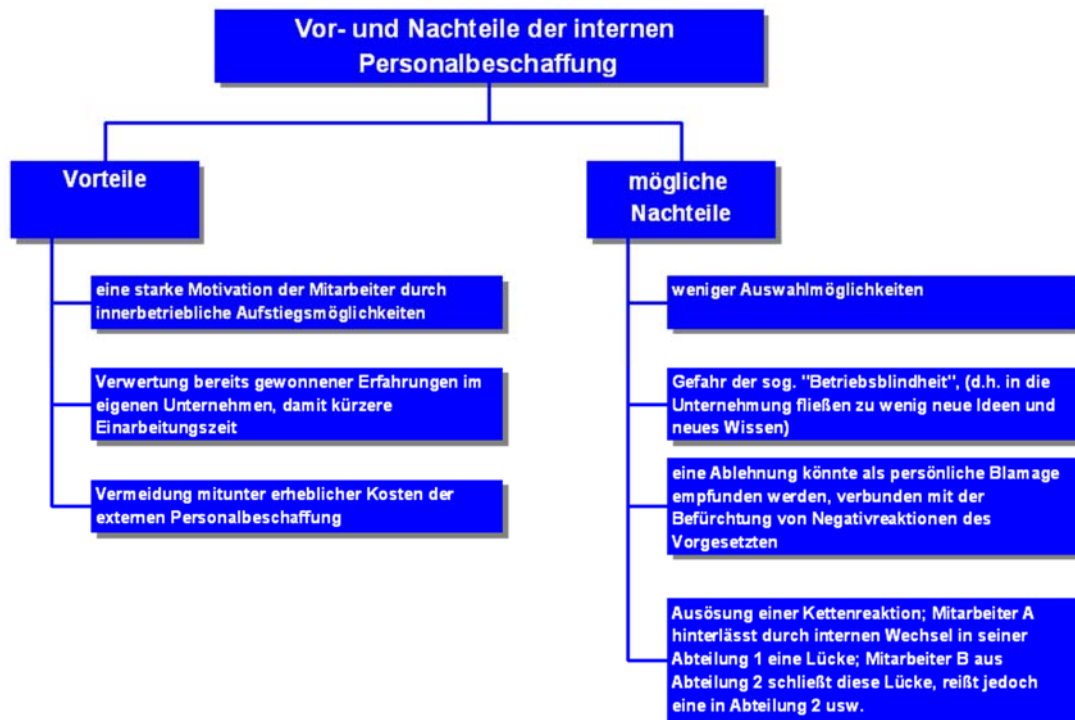 Vor- und Nachteile der internen
Personalbeschaffung
Vorteile
eine starke Motivation der Mitarbeiter durch
innerbetriebliche Aufstiegsmöglichkeiten
Verwertung bereits gewonnener Erfahrungen im
eigenen Unternehmen, damit kürzere
Einarbeitungszeit
Vermeidung mitunter erheblicher Kosten der
externen Personalbeschaffung
mögliche
Nachteile
weniger Auswahlmöglichkeiten
Gefahr der sog. "Betriebsblindheit", (d.h. in die
Unternehmung fließen zu wenig neue Ideen und
neues Wissen)
eine Ablehnung könnte als persönliche Blamage
empfunden werden, verbunden mit der
Befürchtung von Negativreaktionen des
Vorgesetzten
Ausösung einer Kettenreaktion; Mitarbeiter A
hinterlässt durch internen Wechsel in seiner
Abteilung 1 eine Lücke; Mitarbeiter B aus
Abteilung 2 schließt diese Lücke, reißt jedoch
eine in Abteilung 2 usw.